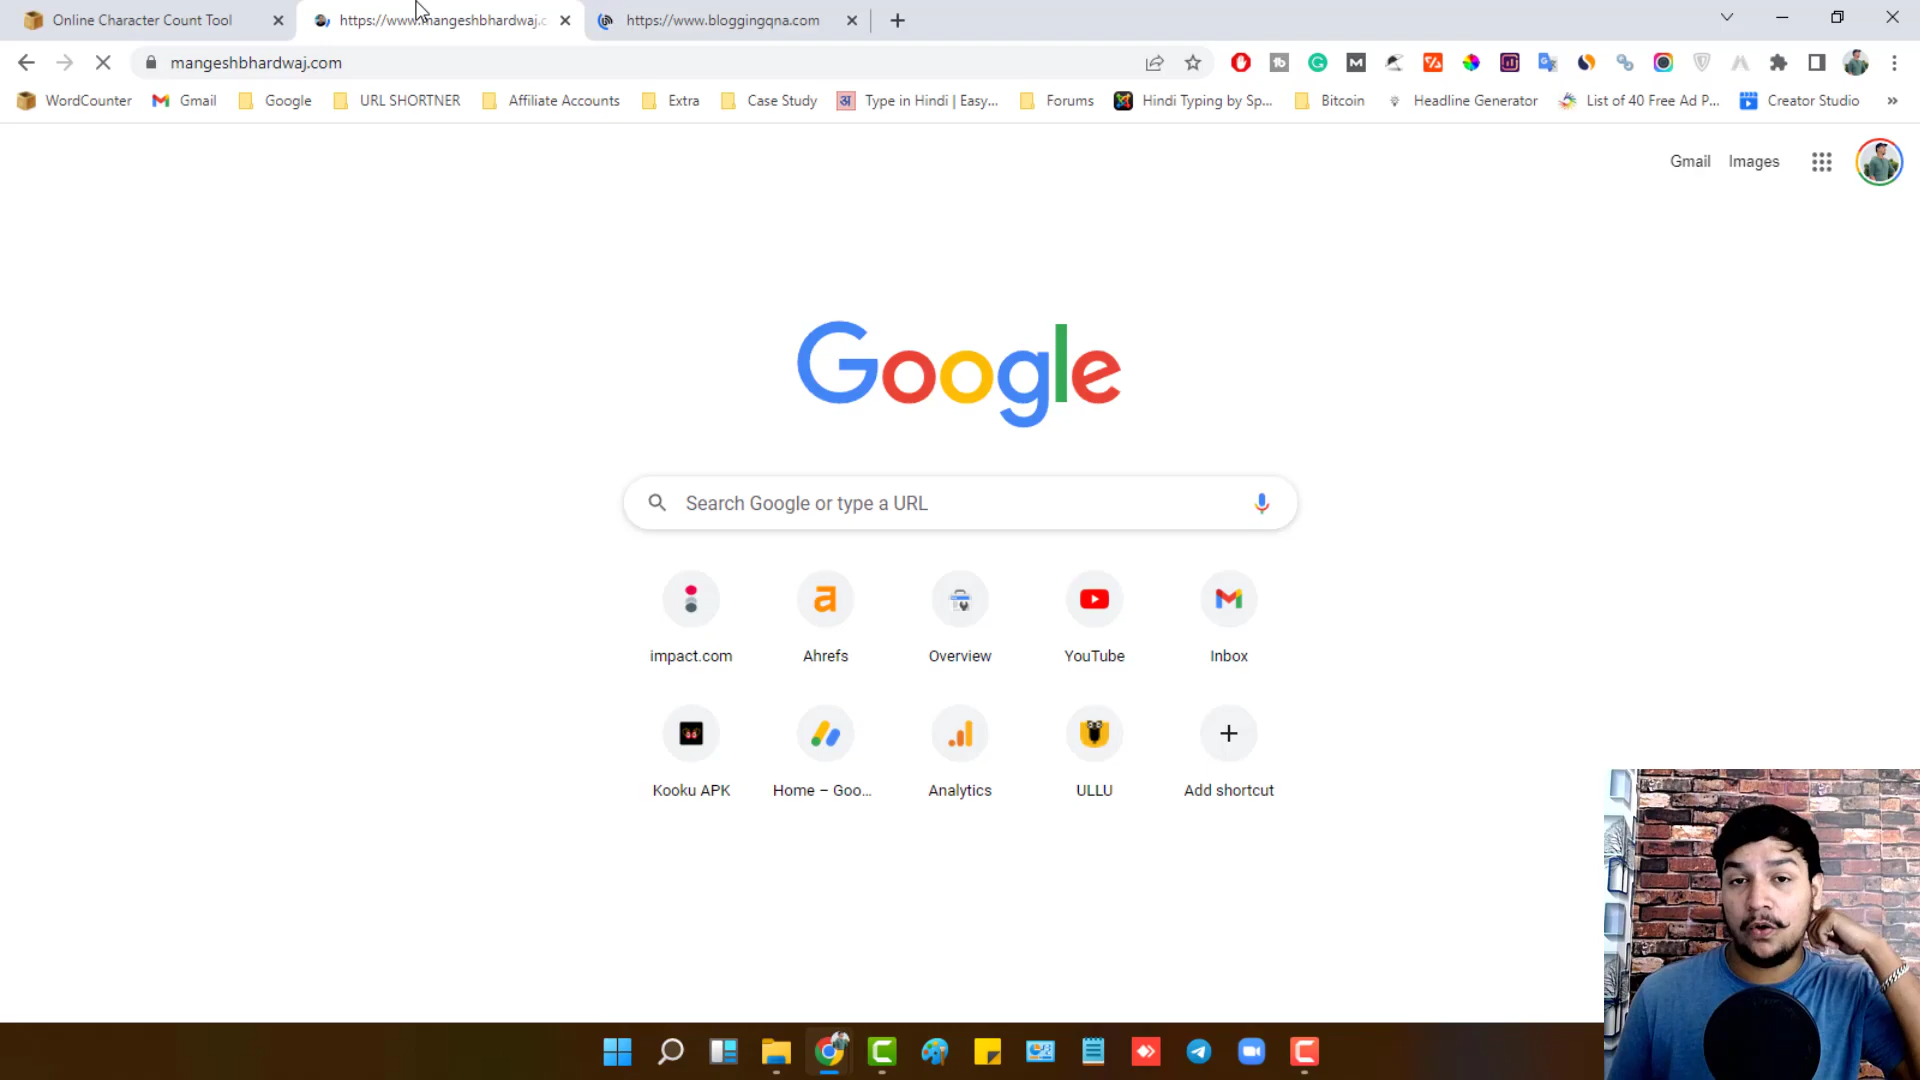 Online Character Count Tool
https://www.mangeshbhardwaj.c
https://www.bloggingqna.com
mangeshbhardwaj.com
WordCounter
Gmail
Google
URL SHORTNER
Affiliate Accounts
Extra
Case Study
Type in Hindi | Easy...
Forums
Hindi Typing by Sp...
Bitcoin
Headline Generator
List of 40 Free Ad P...
Creator Studio
Gmail
Images
Google
Search Google or type a URL
impact.com
Ahrefs
Overview
YouTube
Inbox
Kooku APK
Home – Goo...
Analytics
ULLU
Add shortcut